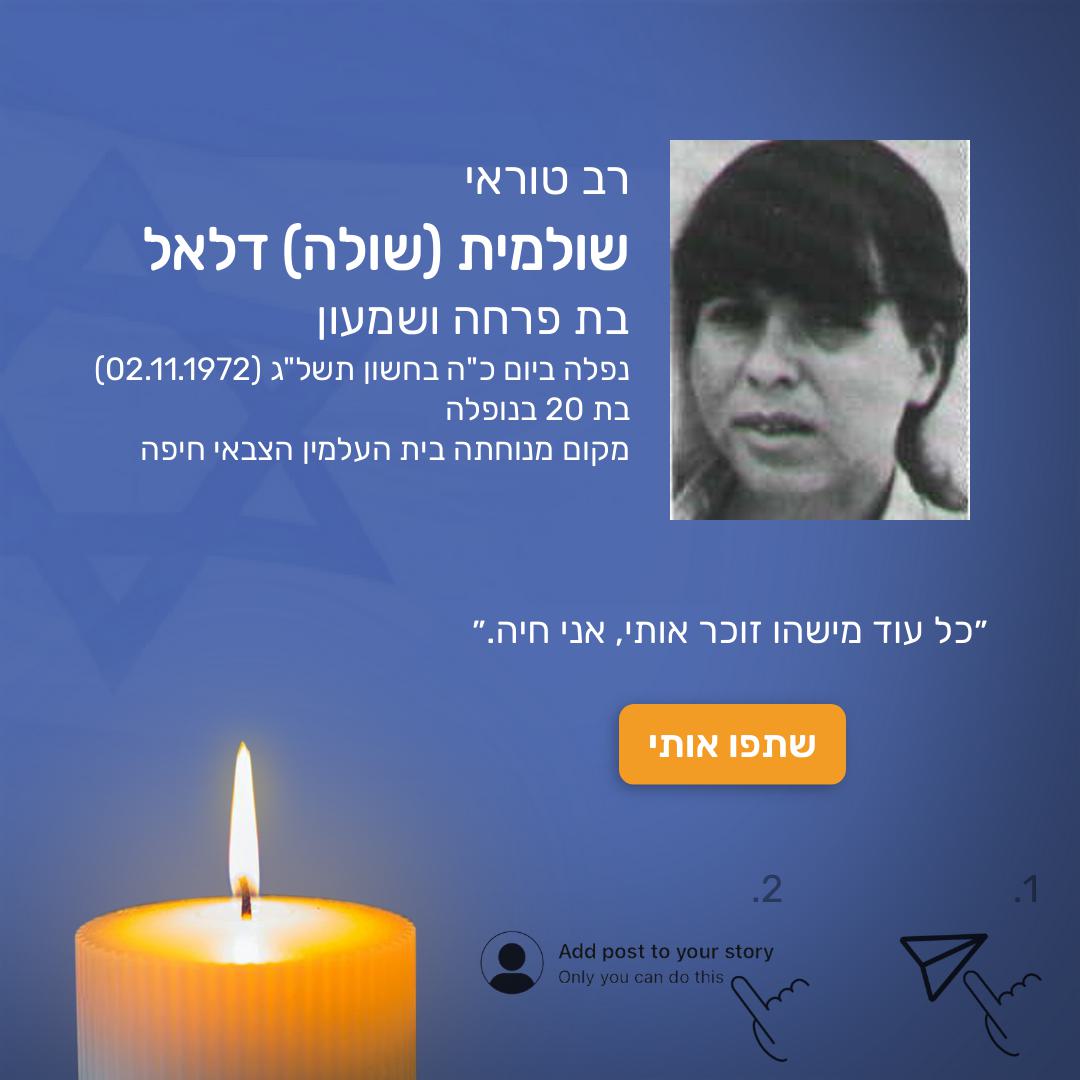 רב טוראי
שולמית (שולה) דלאל
בת פרחה ושמעון
נפלה ביום כ"ה בחשון תשל"ג (02.11.1972)
בת 20 בנופלה
מקום מנוחתה בית העלמין הצבאי חיפה
״כל עוד מישהו זוכר אותי, אני חיה.״
שתפו אותי
1.
2.
Add post to your story
Only you can do this